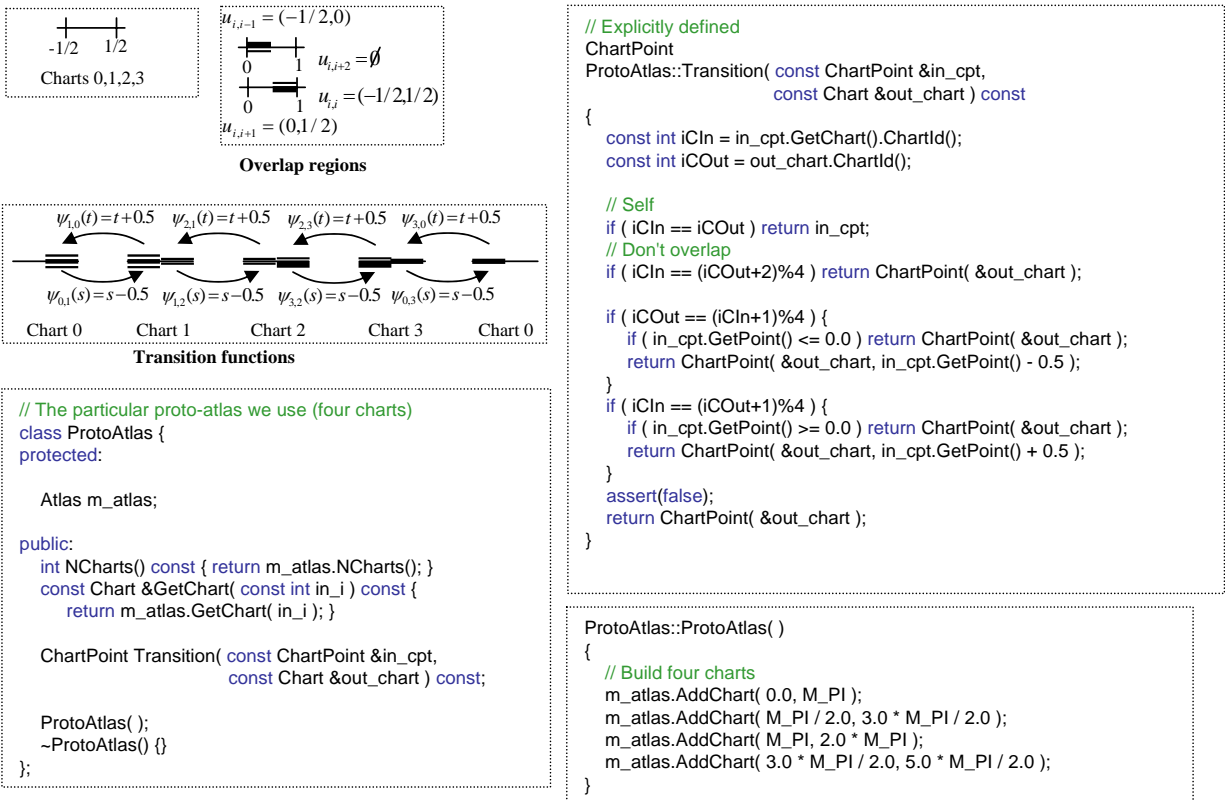 -1/2 1/2
Charts 0,1,2,3
u_{i,i-1} = (-1/2,0)
0 1 u_{i,i+2} = ∅
0 1 u_{i,i} = (-1/2,1/2)
u_{i,i+1} = (0,1/2)
Overlap regions
ψ_{1,0}(t)=t+0.5 ψ_{2,1}(t)=t+0.5 ψ_{2,3}(t)=t+0.5 ψ_{3,0}(t)=t+0.5
ψ_{0,1}(s)=s-0.5 ψ_{1,2}(s)=s-0.5 ψ_{3,2}(s)=s-0.5 ψ_{0,3}(s)=s-0.5
Chart 0 Chart 1 Chart 2 Chart 3 Chart 0
Transition functions
// The particular proto-atlas we use (four charts)
class ProtoAtlas {
protected:
Atlas m_atlas;
public:
int NCharts() const { return m_atlas.NCharts(); }
const Chart &GetChart( const int in_i ) const {
return m_atlas.GetChart( in_i ); }
ChartPoint Transition( const ChartPoint &in_cpt,
const Chart &out_chart ) const;
ProtoAtlas( );
~ProtoAtlas() {}
};
// Explicitly defined
ChartPoint
ProtoAtlas::Transition( const ChartPoint &in_cpt,
const Chart &out_chart ) const
{
const int iCIn = in_cpt.GetChart().ChartId();
const int iCOut = out_chart.ChartId();
// Self
if ( iCIn == iCOut ) return in_cpt;
// Don't overlap
if ( iCIn == (iCOut+2)%4 ) return ChartPoint( &out_chart );
if ( iCOut == (iCIn+1)%4 ) {
if ( in_cpt.GetPoint() <= 0.0 ) return ChartPoint( &out_chart );
return ChartPoint( &out_chart, in_cpt.GetPoint() - 0.5 );
}
if ( iCIn == (iCOut+1)%4 ) {
if ( in_cpt.GetPoint() >= 0.0 ) return ChartPoint( &out_chart );
return ChartPoint( &out_chart, in_cpt.GetPoint() + 0.5 );
}
assert(false);
return ChartPoint( &out_chart );
}
ProtoAtlas::ProtoAtlas( )
{
// Build four charts
m_atlas.AddChart( 0.0, M_PI );
m_atlas.AddChart( M_PI / 2.0, 3.0 * M_PI / 2.0 );
m_atlas.AddChart( M_PI, 2.0 * M_PI );
m_atlas.AddChart( 3.0 * M_PI / 2.0, 5.0 * M_PI / 2.0 );
}